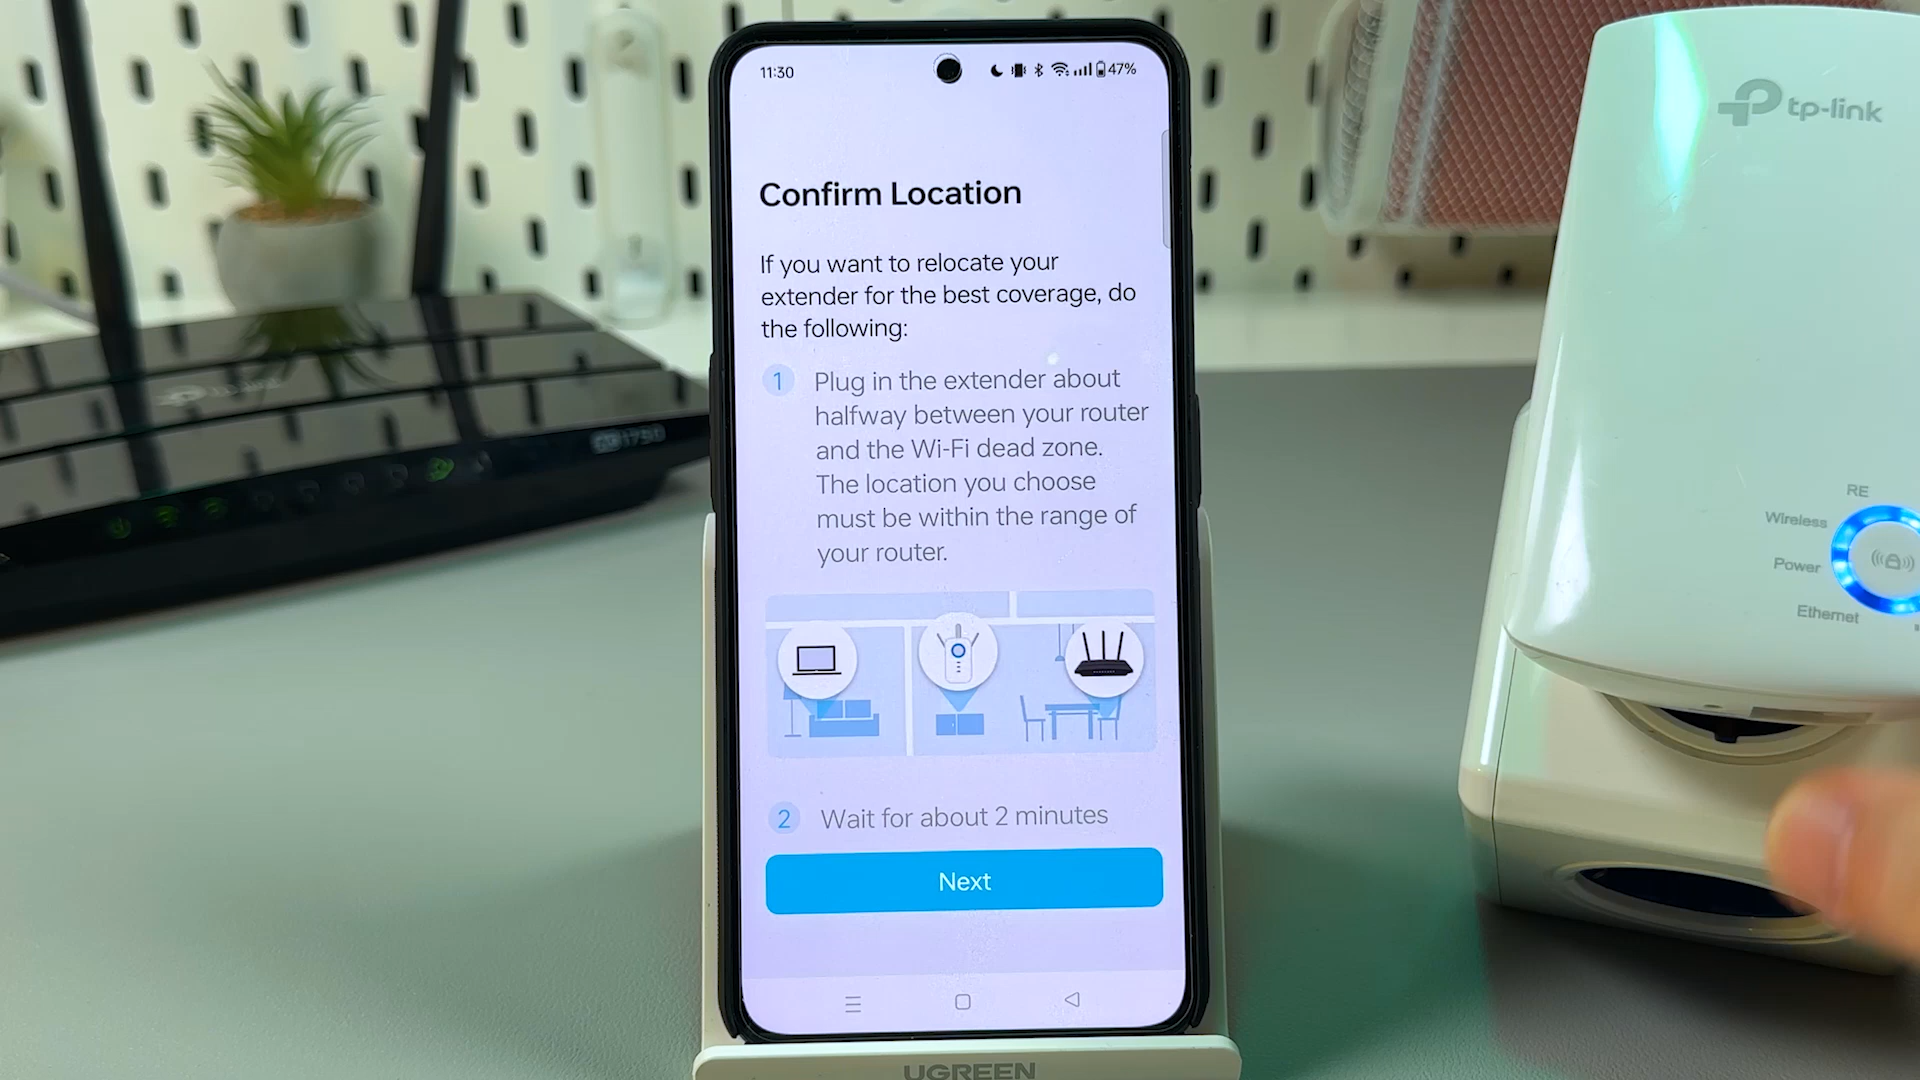 11:30
47%
Confirm Location
If you want to relocate your
extender for the best coverage, do
the following:
1 Plug in the extender about
halfway between your router
and the Wi-Fi dead zone.
The location you choose
must be within the range of
your router.
2 Wait for about 2 minutes
Next
UGREEN
tp-link
RE
Wireless
Power
Ethernet